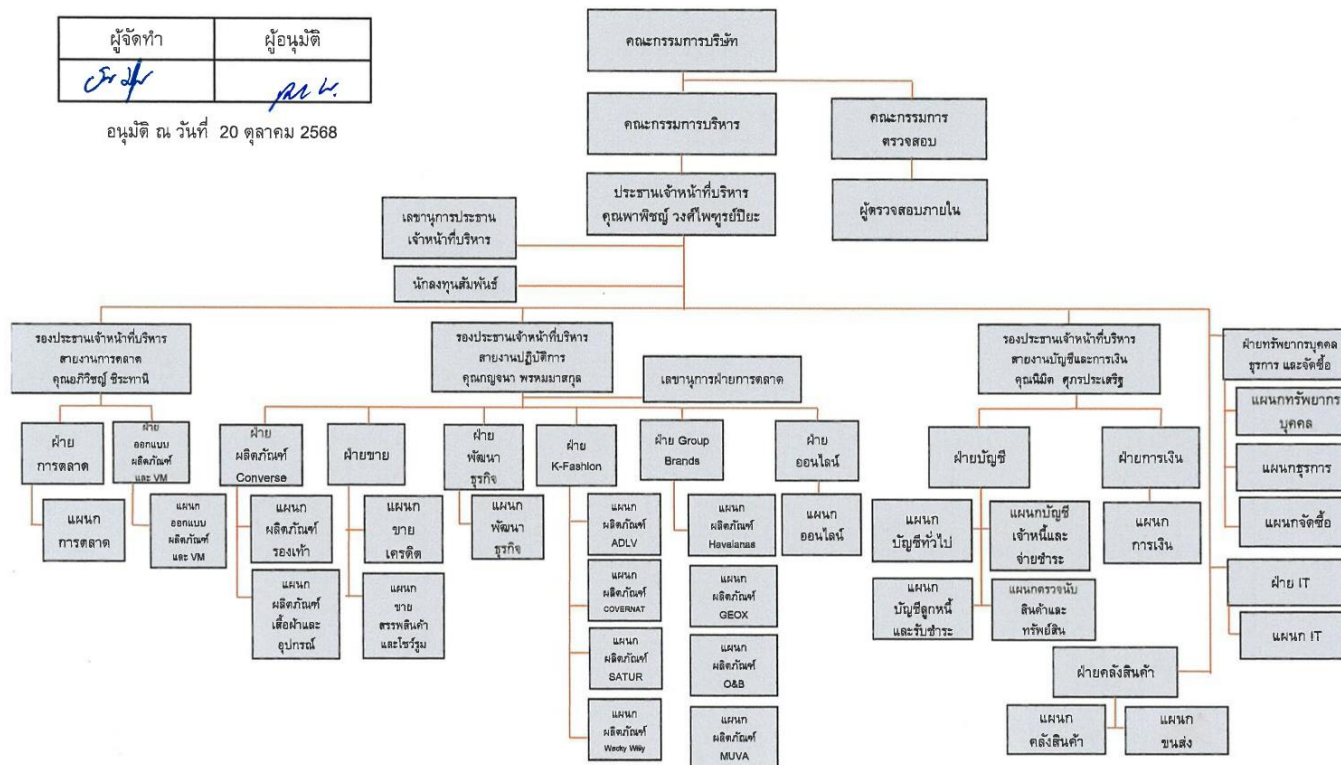 ผู้จัดทำ
ผู้อนุมัติ
อนุมัติ ณ วันที่ 20 ตุลาคม 2568
คณะกรรมการบริษัท
คณะกรรมการบริหาร
คณะกรรมการ
ตรวจสอบ
ประธานเจ้าหน้าที่บริหาร
คุณพาพิชญ์ วงศ์ไพฑูรย์ปิยะ
ผู้ตรวจสอบภายใน
เลขานุการประธาน
เจ้าหน้าที่บริหาร
นักลงทุนสัมพันธ์
รองประธานเจ้าหน้าที่บริหาร
สายงานการตลาด
คุณอภิวิชญ์ ชิระทานิ
รองประธานเจ้าหน้าที่บริหาร
สายงานปฏิบัติการ
คุณกญจนา พรหมมาสกุล
เลขานุการฝ่ายการตลาด
รองประธานเจ้าหน้าที่บริหาร
สายงานบัญชีและการเงิน
คุณนิมิต ศุภรประเสริฐ
ฝ่ายทรัพยากรบุคคล
ธุรการ และจัดซื้อ
แผนกทรัพยากร
บุคคล
แผนกธุรการ
แผนกจัดซื้อ
ฝ่าย IT
แผนก IT
ฝ่าย
การตลาด
ฝ่าย
ออกแบบ
ผลิตภัณฑ์
และ VM
ฝ่าย
ผลิตภัณฑ์
Converse
ฝ่ายขาย
ฝ่าย
พัฒนา
ธุรกิจ
ฝ่าย
K-Fashion
ฝ่าย Group
Brands
ฝ่าย
ออนไลน์
ฝ่ายบัญชี
ฝ่ายการเงิน
แผนก
การตลาด
แผนก
ออกแบบ
ผลิตภัณฑ์
และ VM
แผนก
ผลิตภัณฑ์
รองเท้า
แผนก
ขาย
เครดิต
แผนก
พัฒนา
ธุรกิจ
แผนก
ผลิตภัณฑ์
ADLV
แผนก
ผลิตภัณฑ์
Havaianas
แผนก
ออนไลน์
แผนก
บัญชีทั่วไป
แผนกบัญชี
เจ้าหนี้และ
จ่ายชำระ
แผนก
การเงิน
แผนก
ผลิตภัณฑ์
เสื้อผ้าและ
อุปกรณ์
แผนก
ขาย
สรรพสินค้า
และโชว์รูม
แผนก
ผลิตภัณฑ์
COVERNAT
แผนก
ผลิตภัณฑ์
GEOX
แผนก
บัญชีลูกหนี้
และรับชำระ
แผนกตรวจนับ
สินค้าและ
ทรัพย์สิน
แผนก
ผลิตภัณฑ์
SATUR
แผนก
ผลิตภัณฑ์
O&B
ฝ่ายคลังสินค้า
แผนก
ผลิตภัณฑ์
Wacky Willy
แผนก
ผลิตภัณฑ์
MUVA
แผนก
คลังสินค้า
แผนก
ขนส่ง